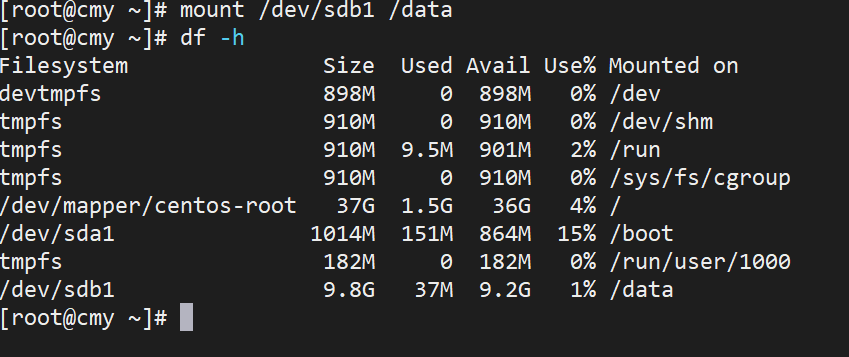 [root@cmy ~]# mount /dev/sdb1 /data
[root@cmy ~]# df -h
Filesystem               Size  Used Avail Use% Mounted on
devtmpfs                 898M     0  898M   0% /dev
tmpfs                    910M     0  910M   0% /dev/shm
tmpfs                    910M  9.5M  901M   2% /run
tmpfs                    910M     0  910M   0% /sys/fs/cgroup
/dev/mapper/centos-root   37G  1.5G   36G   4% /
/dev/sda1               1014M  151M  864M  15% /boot
tmpfs                    182M     0  182M   0% /run/user/1000
/dev/sdb1                9.8G   37M  9.2G   1% /data
[root@cmy ~]#